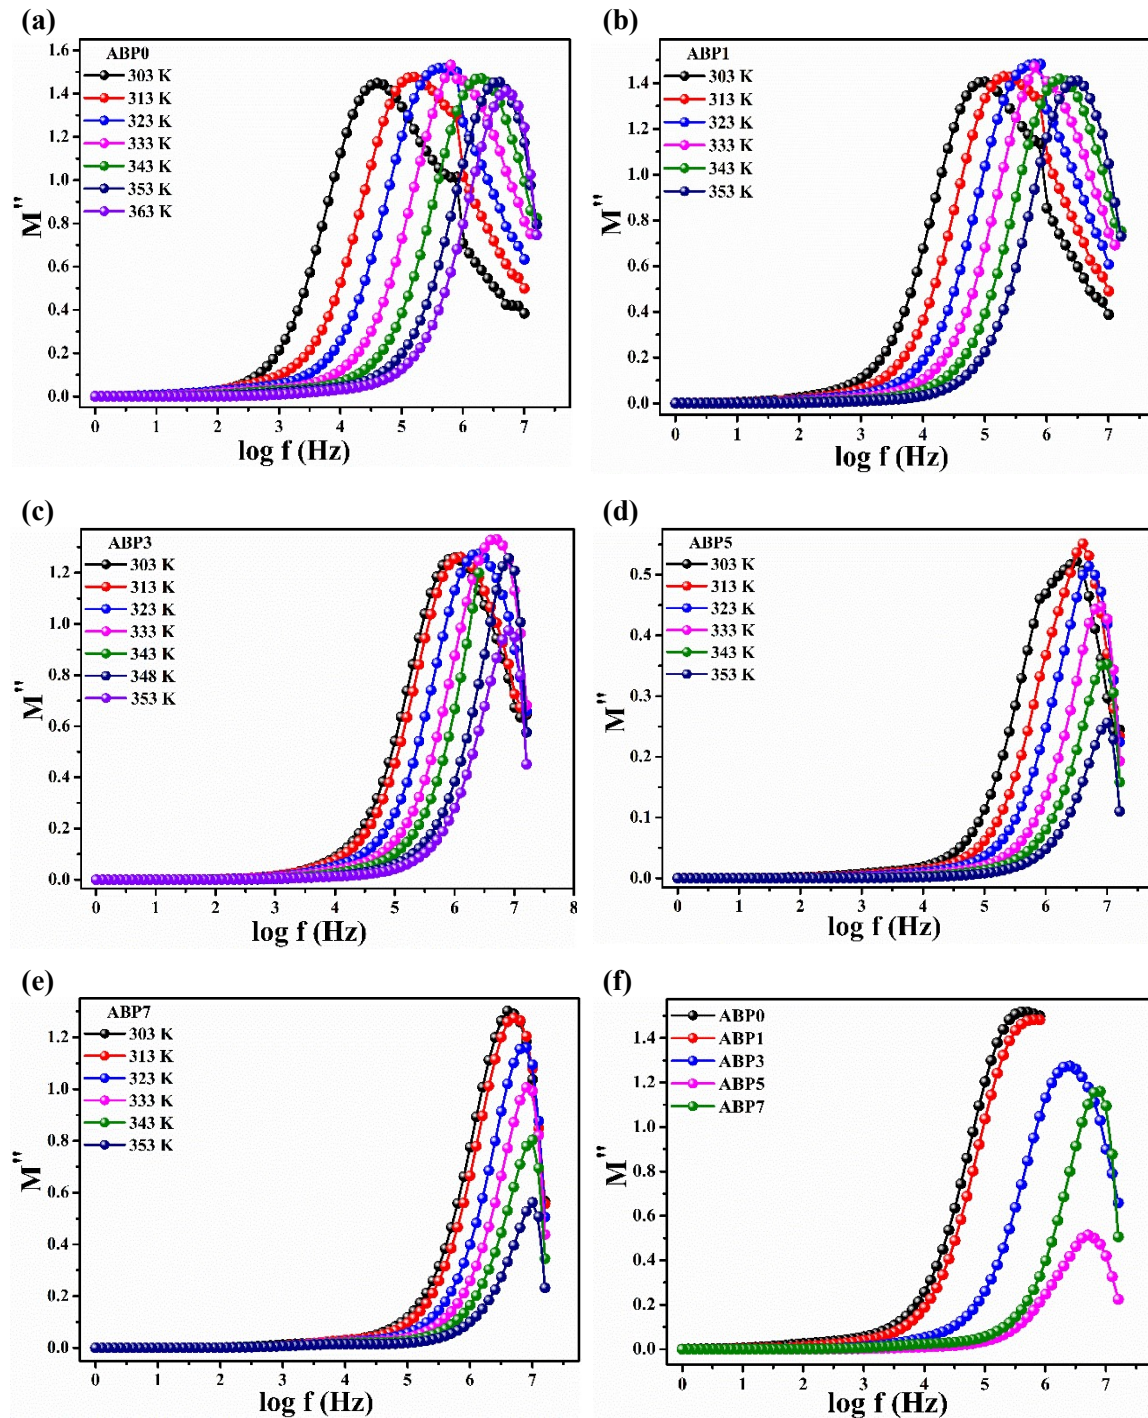 (a)
ABP0
303 K
313 K
323 K
333 K
343 K
353 K
363 K
M''
1.6
1.4
1.2
1.0
0.8
0.6
0.4
0.2
0.0
0 1 2 3 4 5 6 7
log f (Hz)
(b)
ABP1
303 K
313 K
323 K
333 K
343 K
353 K
M''
1.4
1.2
1.0
0.8
0.6
0.4
0.2
0.0
0 1 2 3 4 5 6 7
log f (Hz)
(c)
ABP3
303 K
313 K
323 K
333 K
343 K
348 K
353 K
M''
1.2
1.0
0.8
0.6
0.4
0.2
0.0
0 1 2 3 4 5 6 7 8
log f (Hz)
(d)
ABP5
303 K
313 K
323 K
333 K
343 K
353 K
M''
0.5
0.4
0.3
0.2
0.1
0.0
0 1 2 3 4 5 6 7
log f (Hz)
(e)
ABP7
303 K
313 K
323 K
333 K
343 K
353 K
M''
1.2
1.0
0.8
0.6
0.4
0.2
0.0
0 1 2 3 4 5 6 7
log f (Hz)
(f)
ABP0
ABP1
ABP3
ABP5
ABP7
M''
1.4
1.2
1.0
0.8
0.6
0.4
0.2
0.0
0 1 2 3 4 5 6 7
log f (Hz)